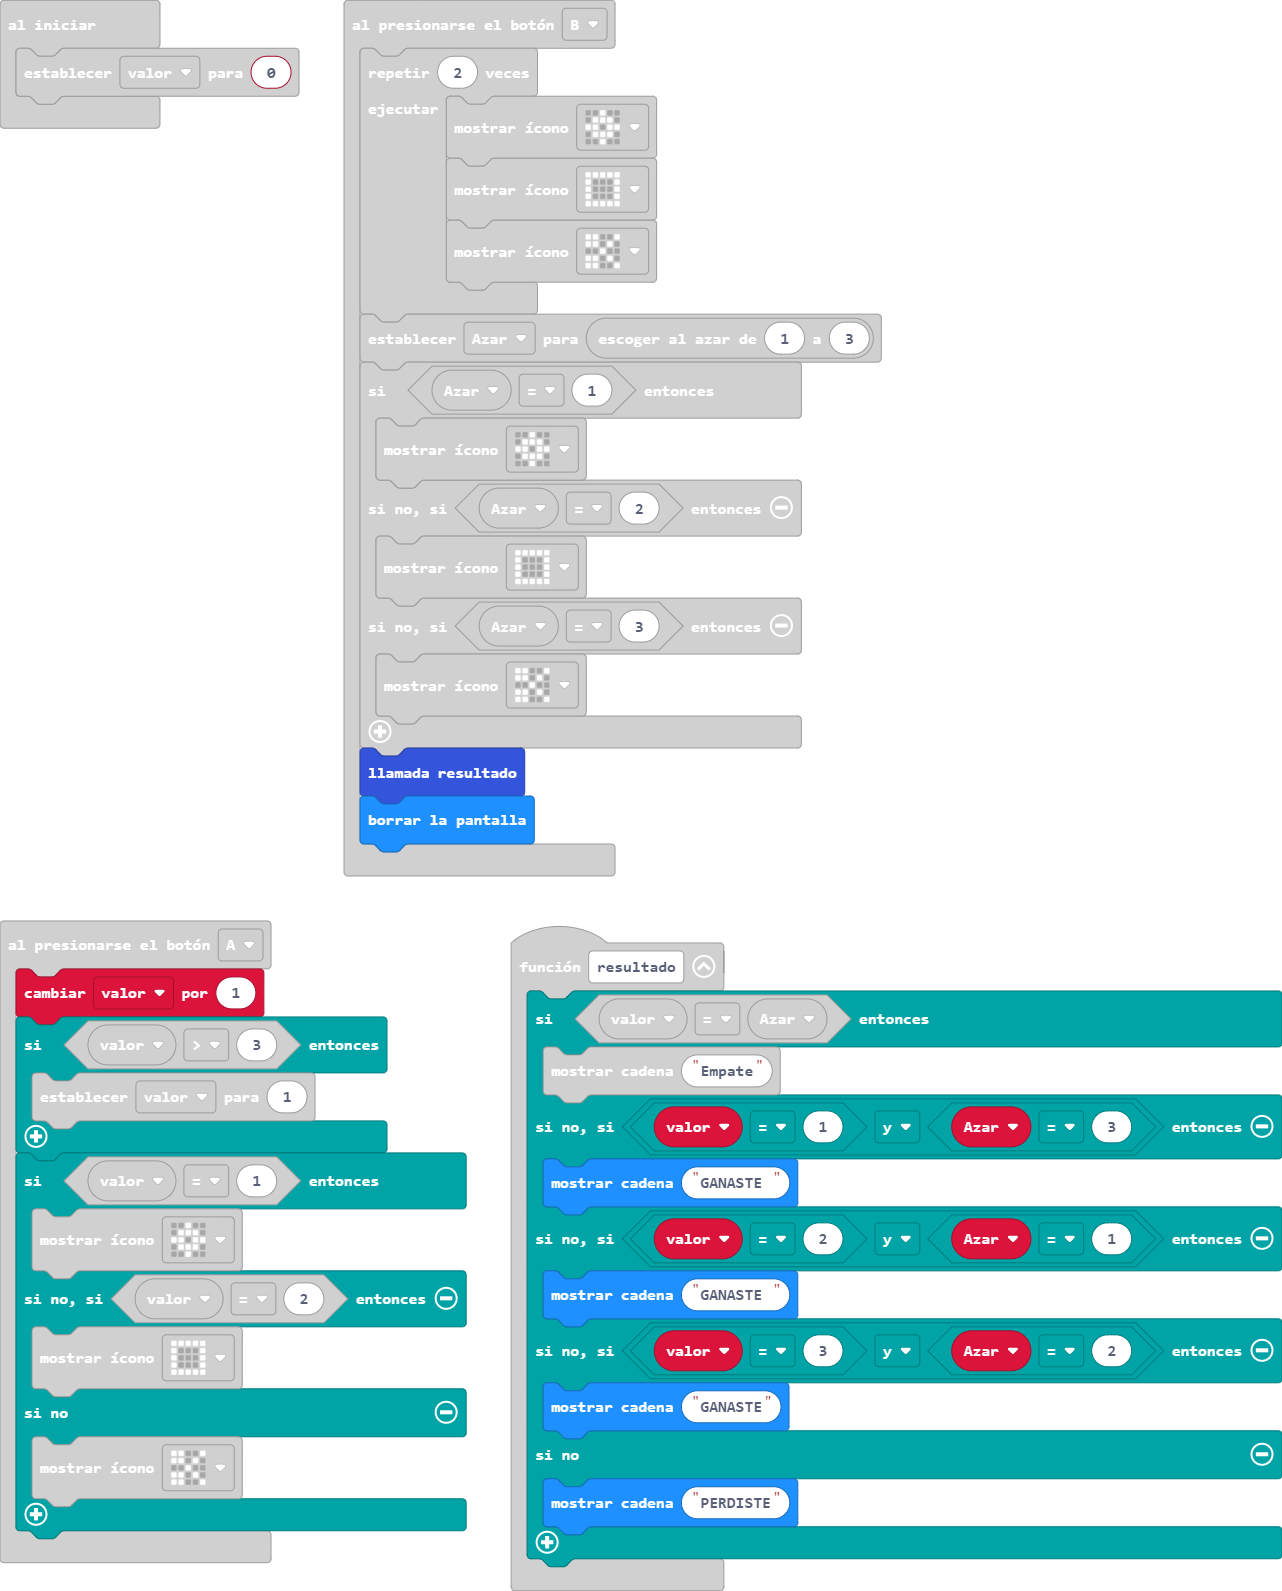 al iniciar
establecer valor para 0
al presionarse el botón B
repetir 2 veces
ejecutar
mostrar ícono
mostrar ícono
mostrar ícono
establecer Azar para escoger al azar de 1 a 3
si Azar = 1 entonces
mostrar ícono
si no, si Azar = 2 entonces
mostrar ícono
si no, si Azar = 3 entonces
mostrar ícono
llamada resultado
borrar la pantalla
al presionarse el botón A
cambiar valor por 1
si valor > 3 entonces
establecer valor para 1
si valor = 1 entonces
mostrar ícono
si no, si valor = 2 entonces
mostrar ícono
si no
mostrar ícono
función resultado
si valor = Azar entonces
mostrar cadena "Empate"
si no, si valor = 1 y Azar = 3 entonces
mostrar cadena "GANASTE "
si no, si valor = 2 y Azar = 1 entonces
mostrar cadena "GANASTE "
si no, si valor = 3 y Azar = 2 entonces
mostrar cadena "GANASTE"
si no
mostrar cadena "PERDISTE"